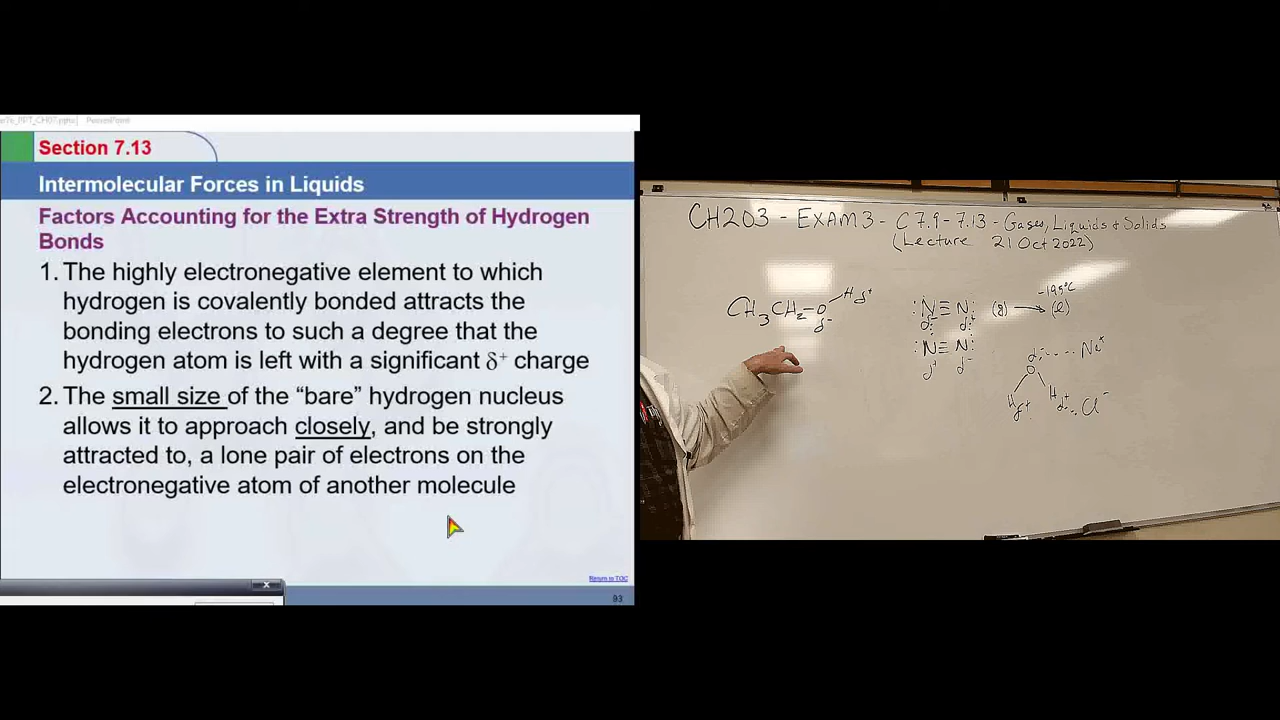 Section 7.13
Intermolecular Forces in Liquids
Factors Accounting for the Extra Strength of Hydrogen
Bonds
1. The highly electronegative element to which
hydrogen is covalently bonded attracts the
bonding electrons to such a degree that the
hydrogen atom is left with a significant δ⁺ charge
2. The small size of the “bare” hydrogen nucleus
allows it to approach closely, and be strongly
attracted to, a lone pair of electrons on the
electronegative atom of another molecule
Return to TOC
93
CH203 - EXAM 3 - C 7.9-7.13 - Gases, Liquids & Solids
(Lecture 21 Oct 2022)
CH₃CH₂-O-H δ⁺
δ⁻
:N≡N: (g) → (l)
:N≡N:
δ⁺ δ⁻
O Na⁺
H δ⁺ H δ⁺ Cl⁻